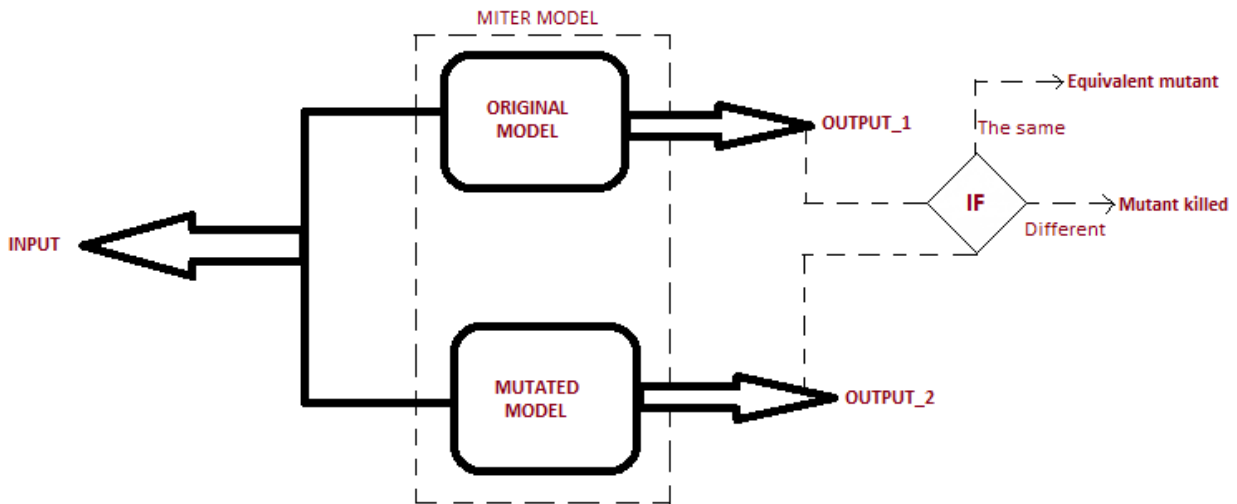 MITER MODEL
ORIGINAL
MODEL
OUTPUT_1
Equivalent mutant
The same
IF
Mutant killed
Different
INPUT
MUTATED
MODEL
OUTPUT_2